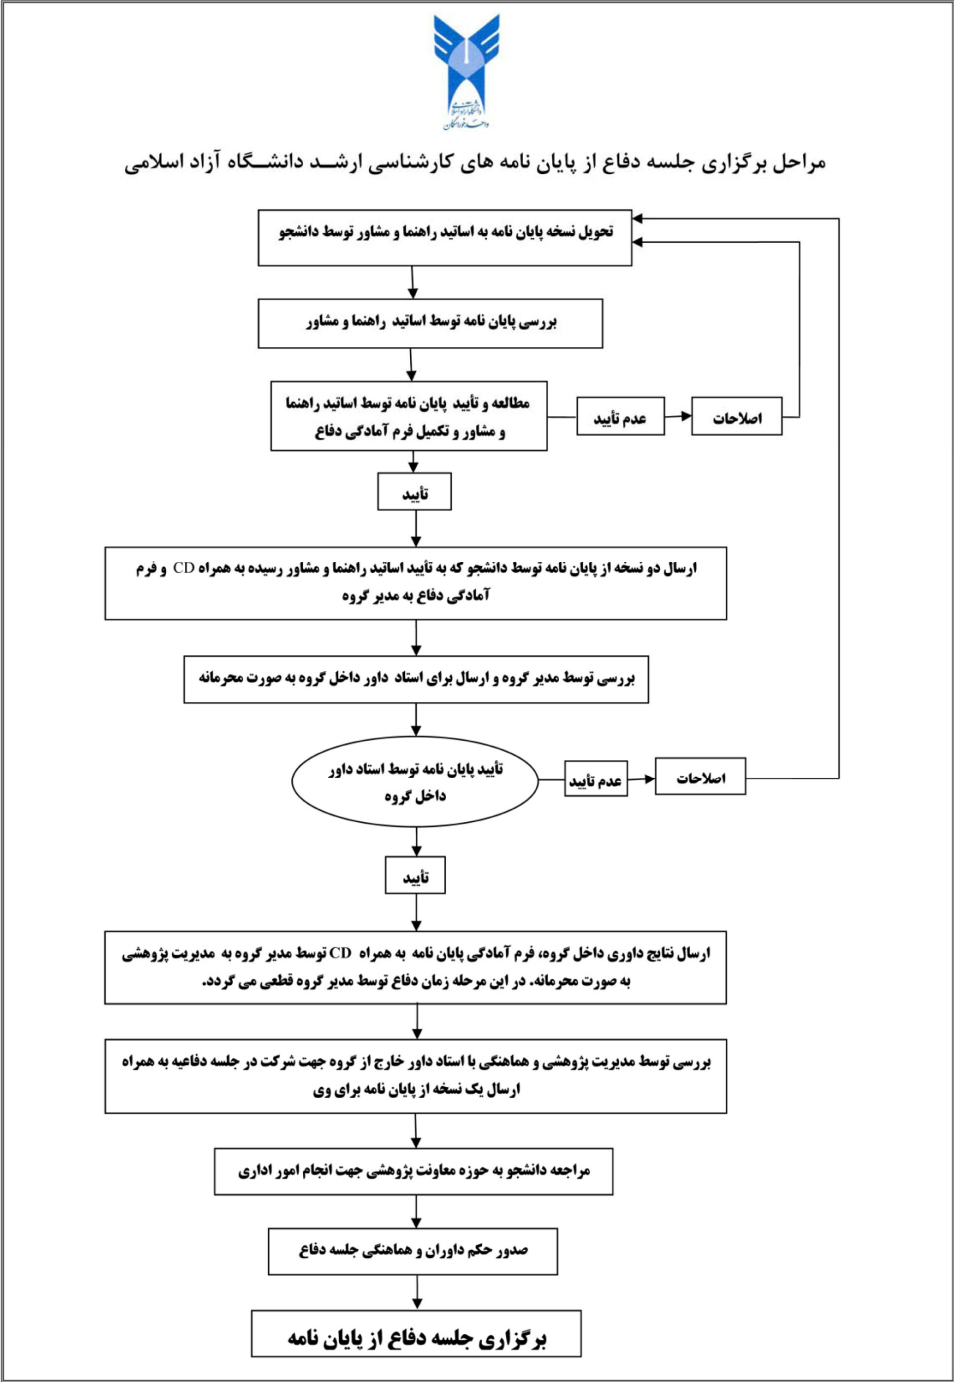 دانشگاه آزاد اسلامی
واحد خوراسگان
مراحل برگزاری جلسه دفاع از پایان نامه های کارشناسی ارشــد دانشــگاه آزاد اسلامی
تحویل نسخه پایان نامه به اساتید راهنما و مشاور توسط دانشجو
بررسی پایان نامه توسط اساتید راهنما و مشاور
مطالعه و تأیید پایان نامه توسط اساتید راهنما
و مشاور و تکمیل فرم آمادگی دفاع
عدم تأیید
اصلاحات
تأیید
ارسال دو نسخه از پایان نامه توسط دانشجو که به تأیید اساتید راهنما و مشاور رسیده به همراه CD و فرم
آمادگی دفاع به مدیر گروه
بررسی توسط مدیر گروه و ارسال برای استاد داور داخل گروه به صورت محرمانه
تأیید پایان نامه توسط استاد داور
داخل گروه
عدم تأیید
اصلاحات
تأیید
ارسال نتایج داوری داخل گروه، فرم آمادگی پایان نامه به همراه CD توسط مدیر گروه به مدیریت پژوهشی
به صورت محرمانه. در این مرحله زمان دفاع توسط مدیر گروه قطعی می گردد.
بررسی توسط مدیریت پژوهشی و هماهنگی با استاد داور خارج از گروه جهت شرکت در جلسه دفاعیه به همراه
ارسال یک نسخه از پایان نامه برای وی
مراجعه دانشجو به حوزه معاونت پژوهشی جهت انجام امور اداری
صدور حکم داوران و هماهنگی جلسه دفاع
برگزاری جلسه دفاع از پایان نامه